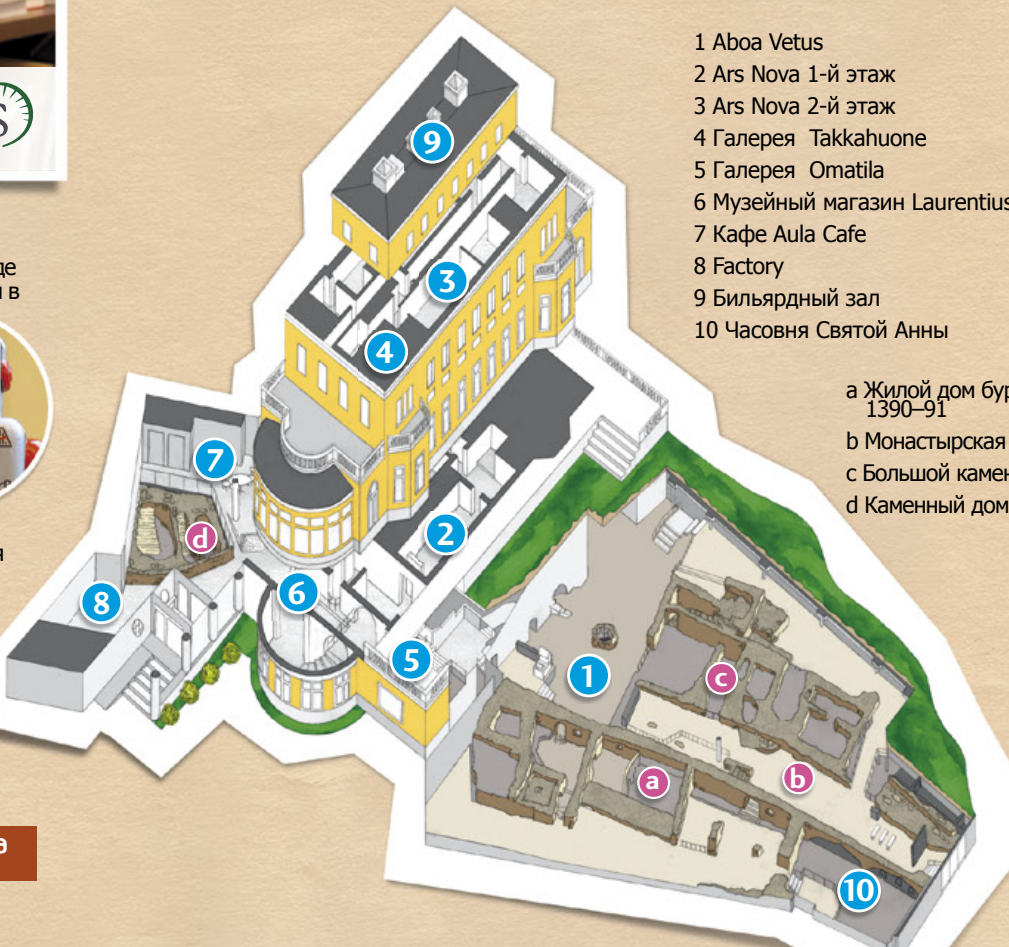 S
де
в
я
а
1 Aboa Vetus
2 Ars Nova 1-й этаж
3 Ars Nova 2-й этаж
4 Галерея Takkahuone
5 Галерея Omatila
6 Музейный магазин Laurentius
7 Кафе Aula Cafe
8 Factory
9 Бильярдный зал
10 Часовня Святой Анны
a Жилой дом
1390–91
b Монастырская
c Большой
d Каменный дом
9
3
4
7
d
2
8
6
5
1
c
a
b
10